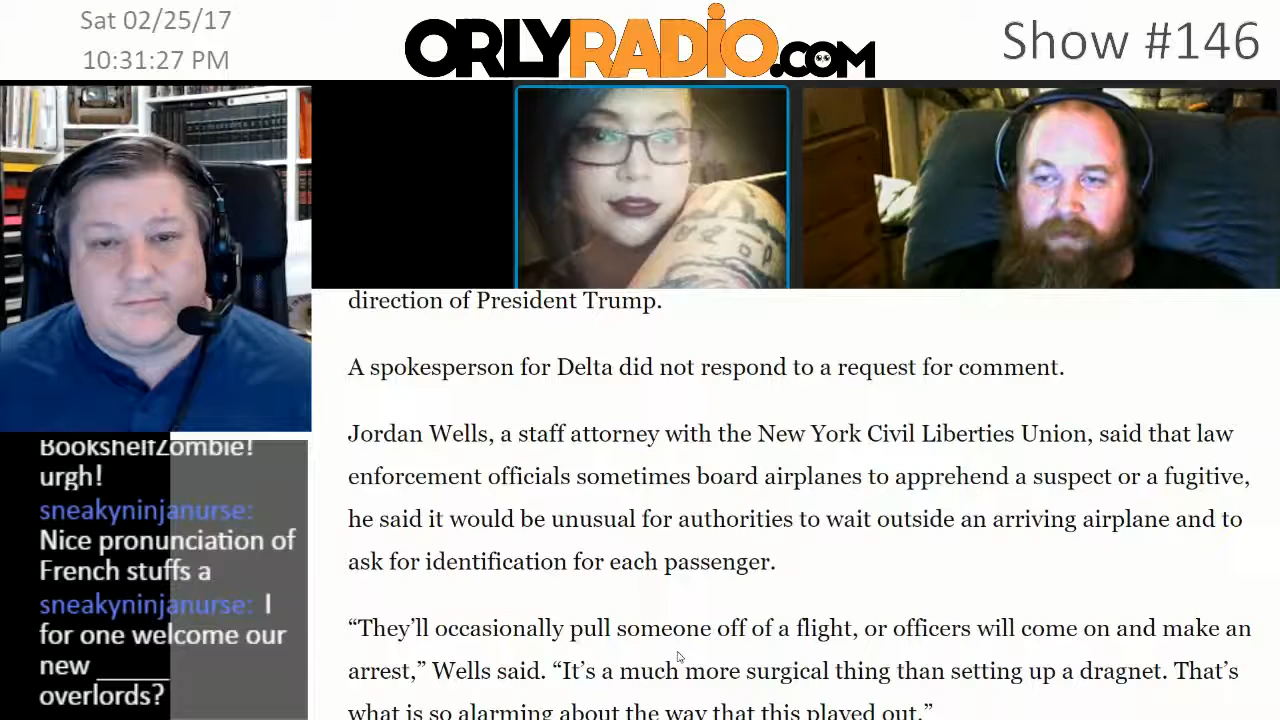 Sat 02/25/17
10:31:27 PM
ORLYRADIO.COM
Show #146
direction of President Trump.
A spokesperson for Delta did not respond to a request for comment.
Jordan Wells, a staff attorney with the New York Civil Liberties Union, said that law
enforcement officials sometimes board airplanes to apprehend a suspect or a fugitive,
he said it would be unusual for authorities to wait outside an arriving airplane and to
ask for identification for each passenger.
“They’ll occasionally pull someone off of a flight, or officers will come on and make an
arrest,” Wells said. “It’s a much more surgical thing than setting up a dragnet. That’s
what is so alarming about the way that this played out.”
BookshelfZombie!
urgh!
sneakyninjanurse:
Nice pronunciation of
French stuffs a
sneakyninjanurse: I
for one welcome our
new ______
overlords?